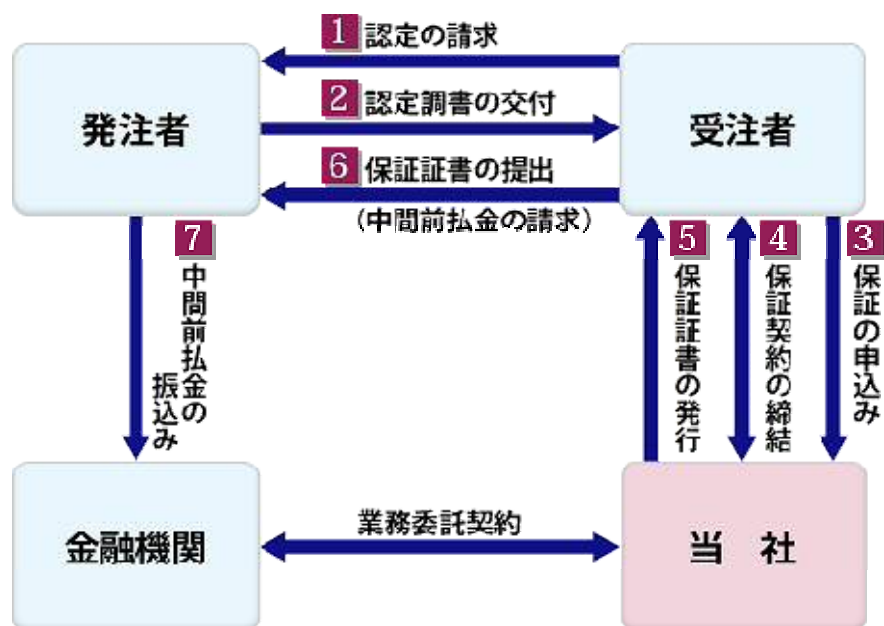 1 認定の請求
発注者
受注者
2 認定調書の交付
6 保証証書の提出
(中間前払金の請求)
7 中間前払金の
振込み
5 保証証書の発行
4 保証契約の締結
3 保証の申込み
金融機関
業務委託契約
当 社